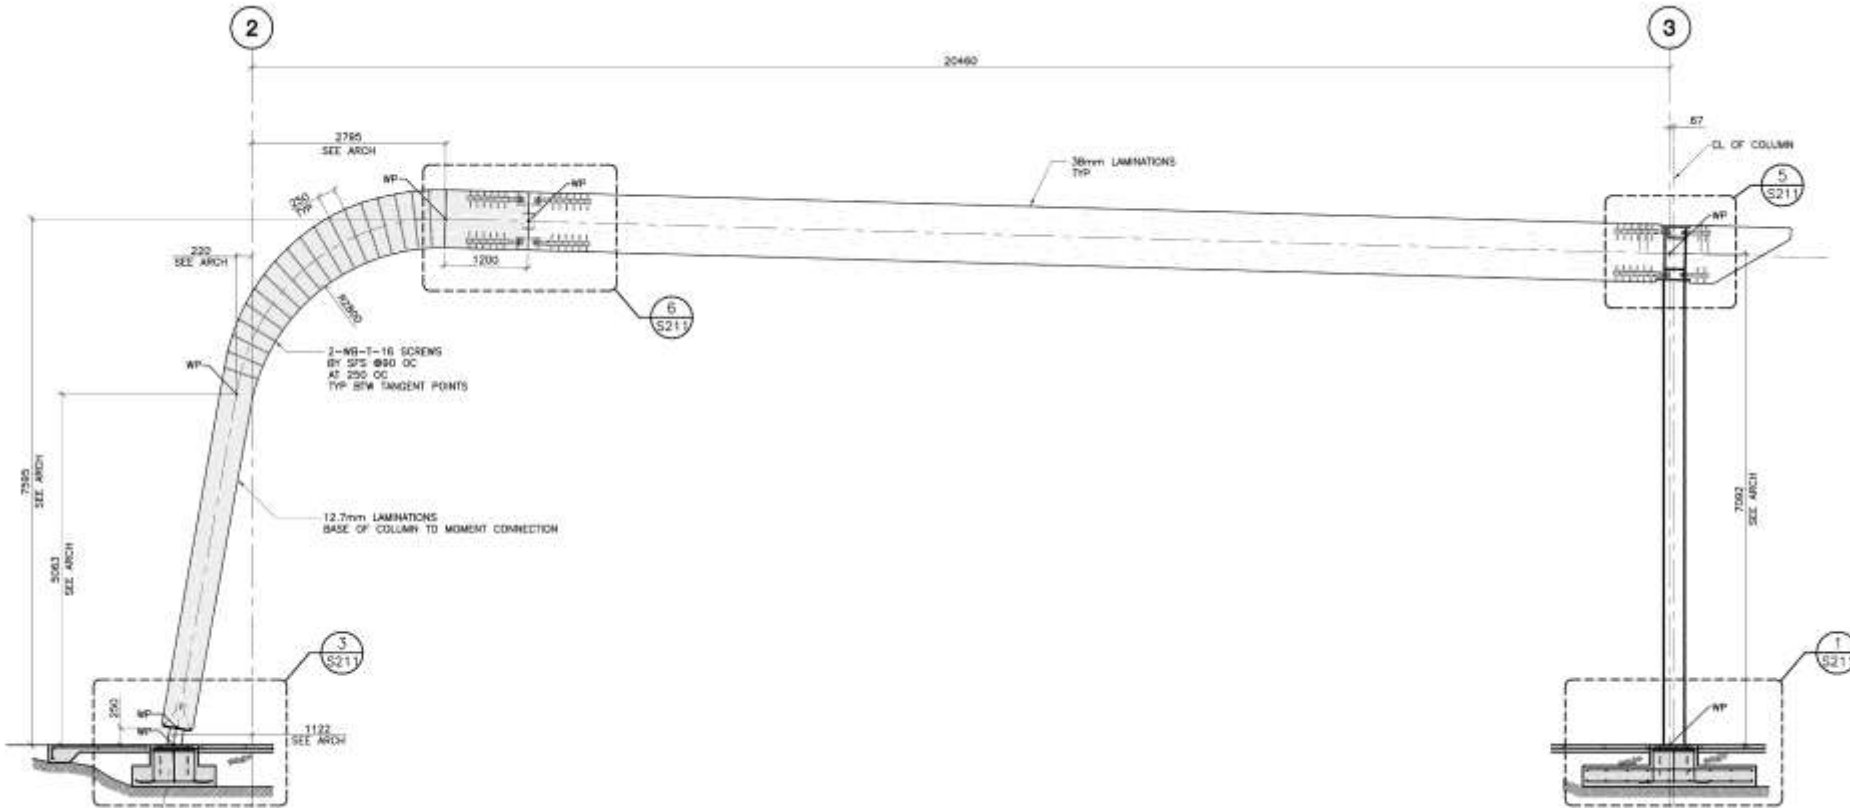 2
3
20460
2795
SEE ARCH
67
CL OF COLUMN
38mm LAMINATIONS
TYP
WP
WP
5
S211
250
TYP
WP
220
SEE ARCH
1200
R2800
6
S211
2-WB-T-16 SCREWS
BY SFS @90 OC
AT 250 OC
TYP BTW TANGENT POINTS
WP
7595
SEE ARCH
12.7mm LAMINATIONS
BASE OF COLUMN TO MOMENT CONNECTION
7092
SEE ARCH
5063
SEE ARCH
3
S211
1
S211
250
WP
WP
1122
SEE ARCH
WP